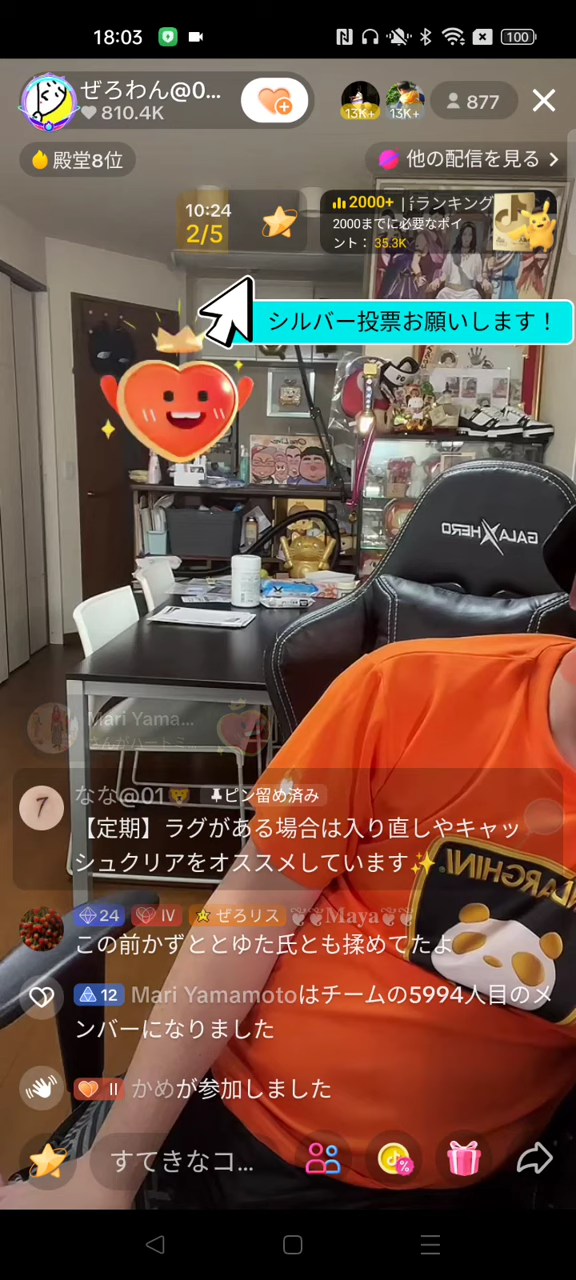 18:03
100
ぜろわん@0...
810.4K
13K+
13K+
877
殿堂8位
他の配信を見る
10:24
2/5
2000+
ランキング
2000までに必要なポイ
ント： 35.3K
シルバー投票お願いします！
GALAXHERO
Mari Yama...
さんがハートミ...
なな@01
ピン留め済み
【定期】ラグがある場合は入り直しやキャッ
シュクリアをオススメしています✨
24 IV ぜろリス Maya
この前かずととゆた氏とも揉めてたよ
12 Mari Yamamotoはチームの5994人目のメ
ンバーになりました
II かめが参加しました
すてきなコ...